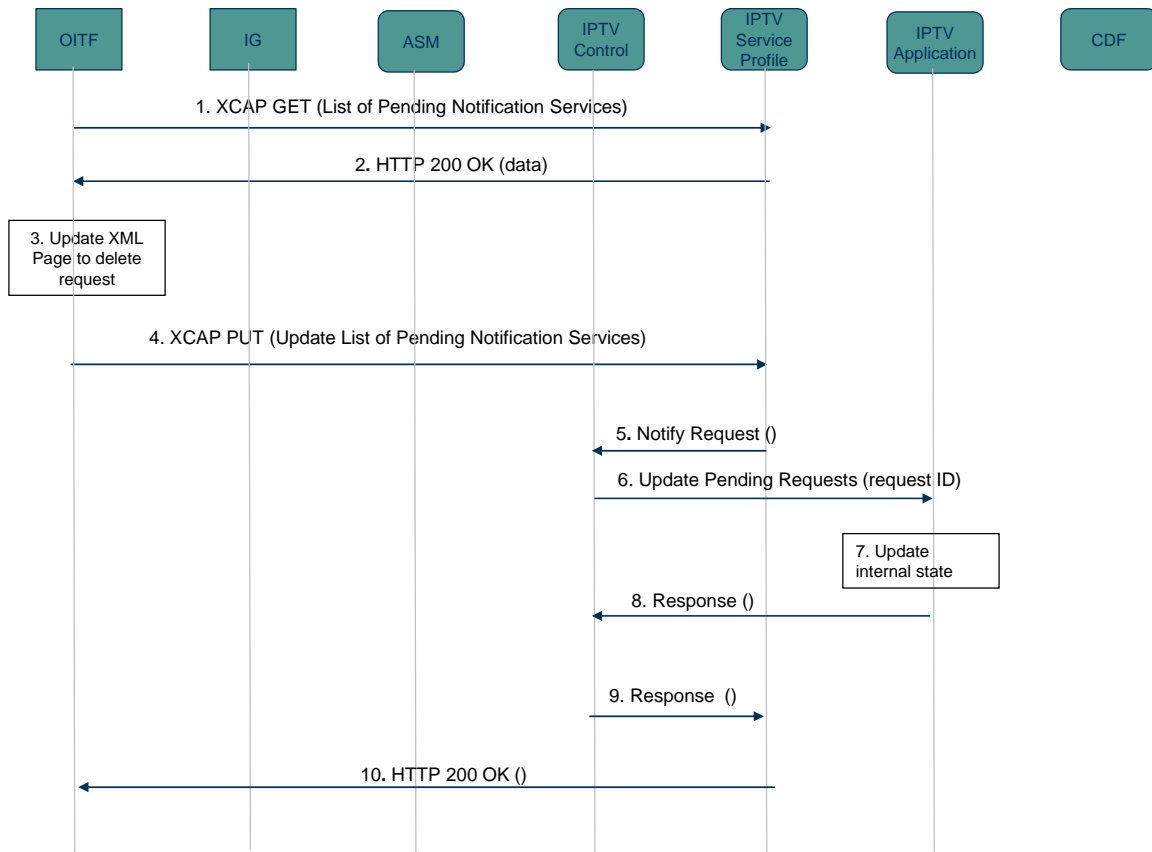 OITF
IG
ASM
IPTV
Control
IPTV
Service
Profile
IPTV
Application
CDF
1. XCAP GET (List of Pending Notification Services)
2. HTTP 200 OK (data)
3. Update XML
Page to delete
request
4. XCAP PUT (Update List of Pending Notification Services)
5. Notify Request ()
6. Update Pending Requests (request ID)
7. Update
internal state
8. Response ()
9. Response ()
10. HTTP 200 OK ()